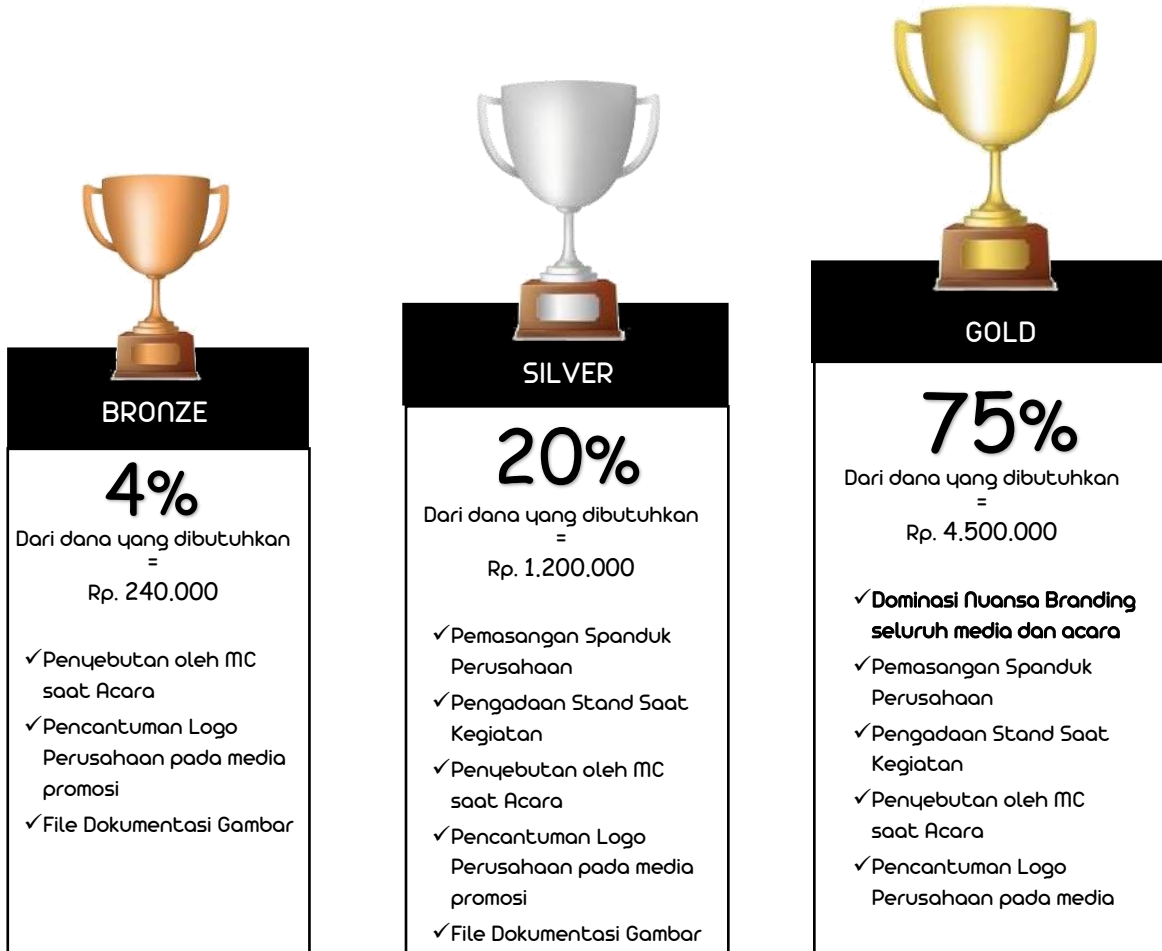 BRONZE
4%
Dari dana yang dibutuhkan
=
Rp. 240.000
✓Penyebutan oleh MC
saat Acara
✓Pencantuman Logo
Perusahaan pada media
promosi
✓File Dokumentasi Gambar
SILVER
20%
Dari dana yang dibutuhkan
=
Rp. 1.200.000
✓Pemasangan Spanduk
Perusahaan
✓Pengadaan Stand Saat
Kegiatan
✓Penyebutan oleh MC
saat Acara
✓Pencantuman Logo
Perusahaan pada media
promosi
✓File Dokumentasi Gambar
GOLD
75%
Dari dana yang dibutuhkan
=
Rp. 4.500.000
✓Dominasi Nuansa Branding
seluruh media dan acara
✓Pemasangan Spanduk
Perusahaan
✓Pengadaan Stand Saat
Kegiatan
✓Penyebutan oleh MC
saat Acara
✓Pencantuman Logo
Perusahaan pada media